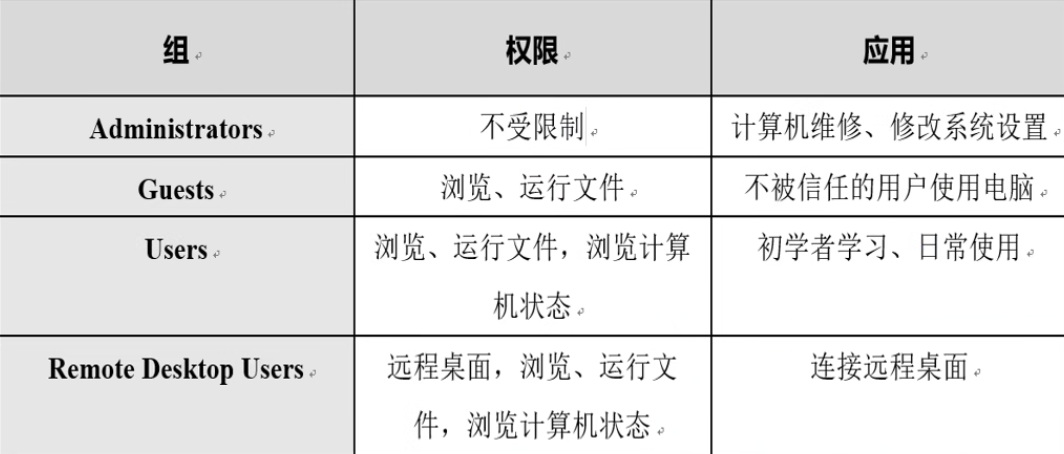 组 权限 应用
Administrators 不受限制 计算机维修、修改系统设置
Guests 浏览、运行文件 不被信任的用户使用电脑
Users 浏览、运行文件，浏览计算 初学者学习、日常使用
机状态
Remote Desktop Users 远程桌面，浏览、运行文 连接远程桌面
件，浏览计算机状态